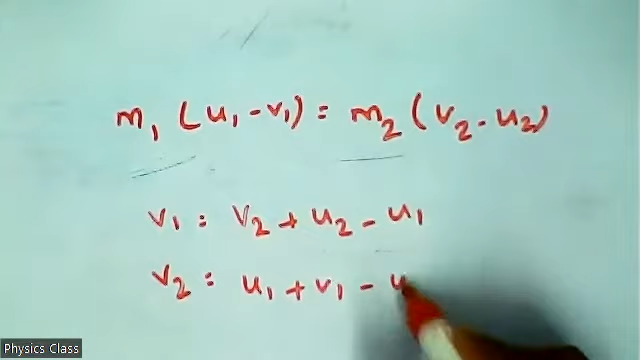 m₁ (u₁ - v₁) = m₂ (v₂ - u₂)
v₁ = v₂ + u₂ - u₁
v₂ = u₁ + v₁ - u
Physics Class